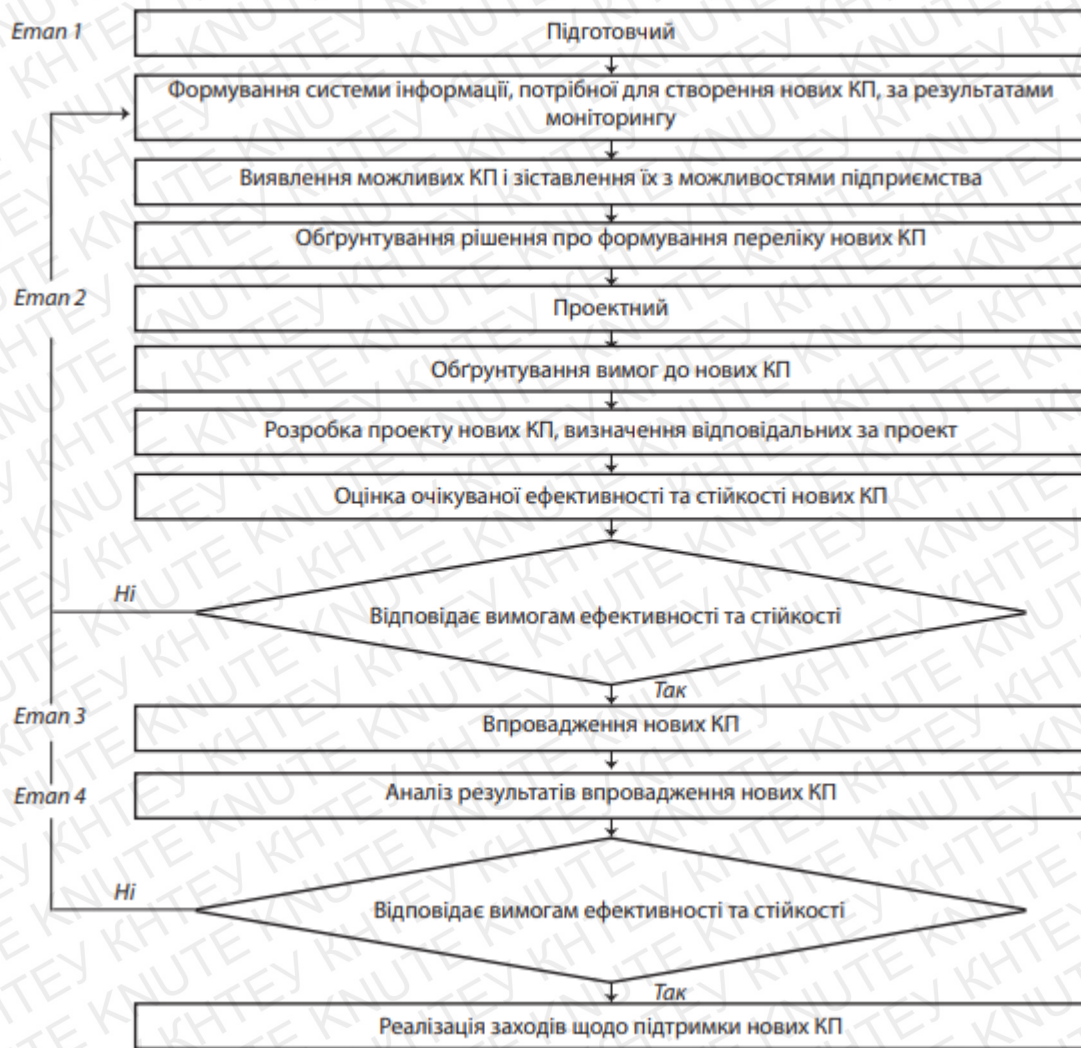 Етап 1
Підготовчий
Формування системи інформації, потрібної для створення нових КП, за результатами
моніторингу
Виявлення можливих КП і зіставлення їх з можливостями підприємства
Обґрунтування рішення про формування переліку нових КП
Етап 2
Проектний
Обґрунтування вимог до нових КП
Розробка проекту нових КП, визначення відповідальних за проект
Оцінка очікуваної ефективності та стійкості нових КП
Ні
Відповідає вимогам ефективності та стійкості
Так
Етап 3
Впровадження нових КП
Етап 4
Аналіз результатів впровадження нових КП
Ні
Відповідає вимогам ефективності та стійкості
Так
Реалізація заходів щодо підтримки нових КП